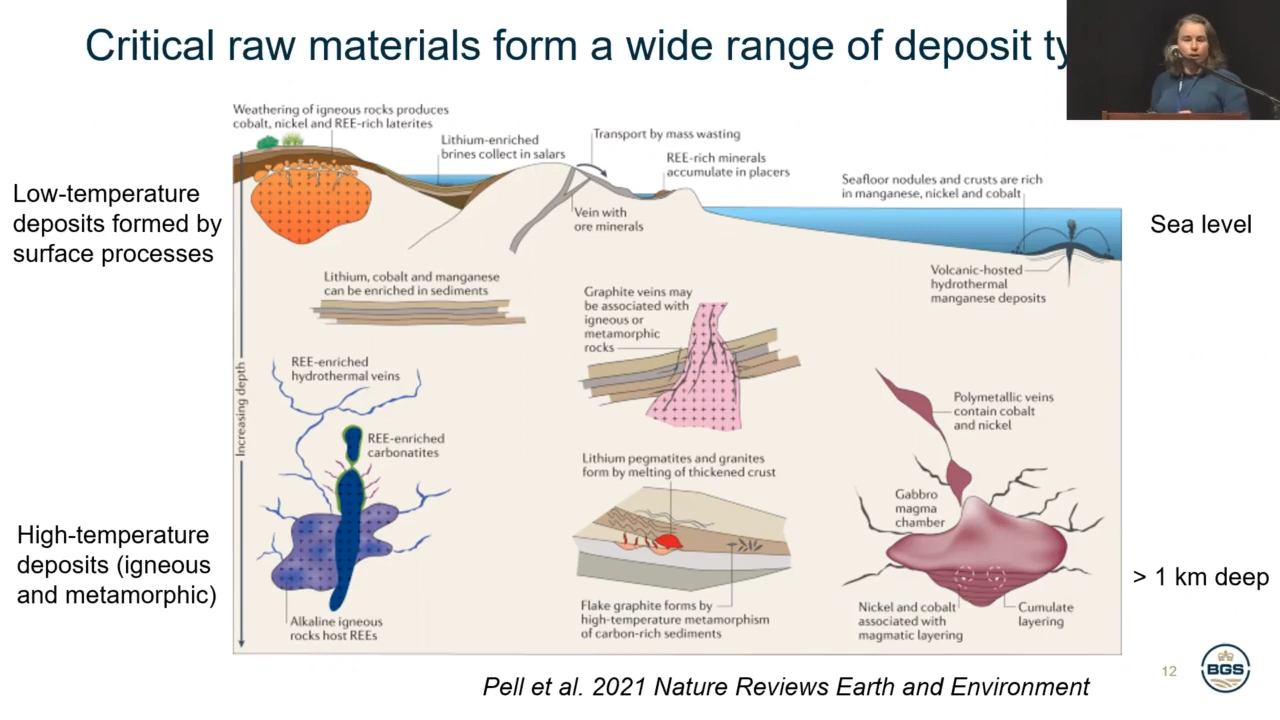 Critical raw materials form a wide range of deposit ty
Weathering of igneous rocks produces
cobalt, nickel and REE-rich laterites
Lithium-enriched
brines collect in salars
Transport by mass wasting
REE-rich minerals
accumulate in placers
Seafloor nodules and crusts are rich
in manganese, nickel and cobalt
Low-temperature
deposits formed by
surface processes
Vein with
ore minerals
Sea level
Volcanic-hosted
hydrothermal
manganese deposits
Lithium, cobalt and manganese
can be enriched in sediments
Graphite veins may
be associated with
igneous or
metamorphic
rocks
Increasing depth
REE-enriched
hydrothermal veins
REE-enriched
carbonatites
Polymetallic veins
contain cobalt
and nickel
Lithium pegmatites and granites
form by melting of thickened crust
Gabbro
magma
chamber
High-temperature
deposits (igneous
and metamorphic)
> 1 km deep
Alkaline igneous
rocks host REEs
Flake graphite forms by
high-temperature metamorphism
of carbon-rich sediments
Nickel and cobalt
associated with
magmatic layering
Cumulate
layering
Pell et al. 2021 Nature Reviews Earth and Environment
12
BGS